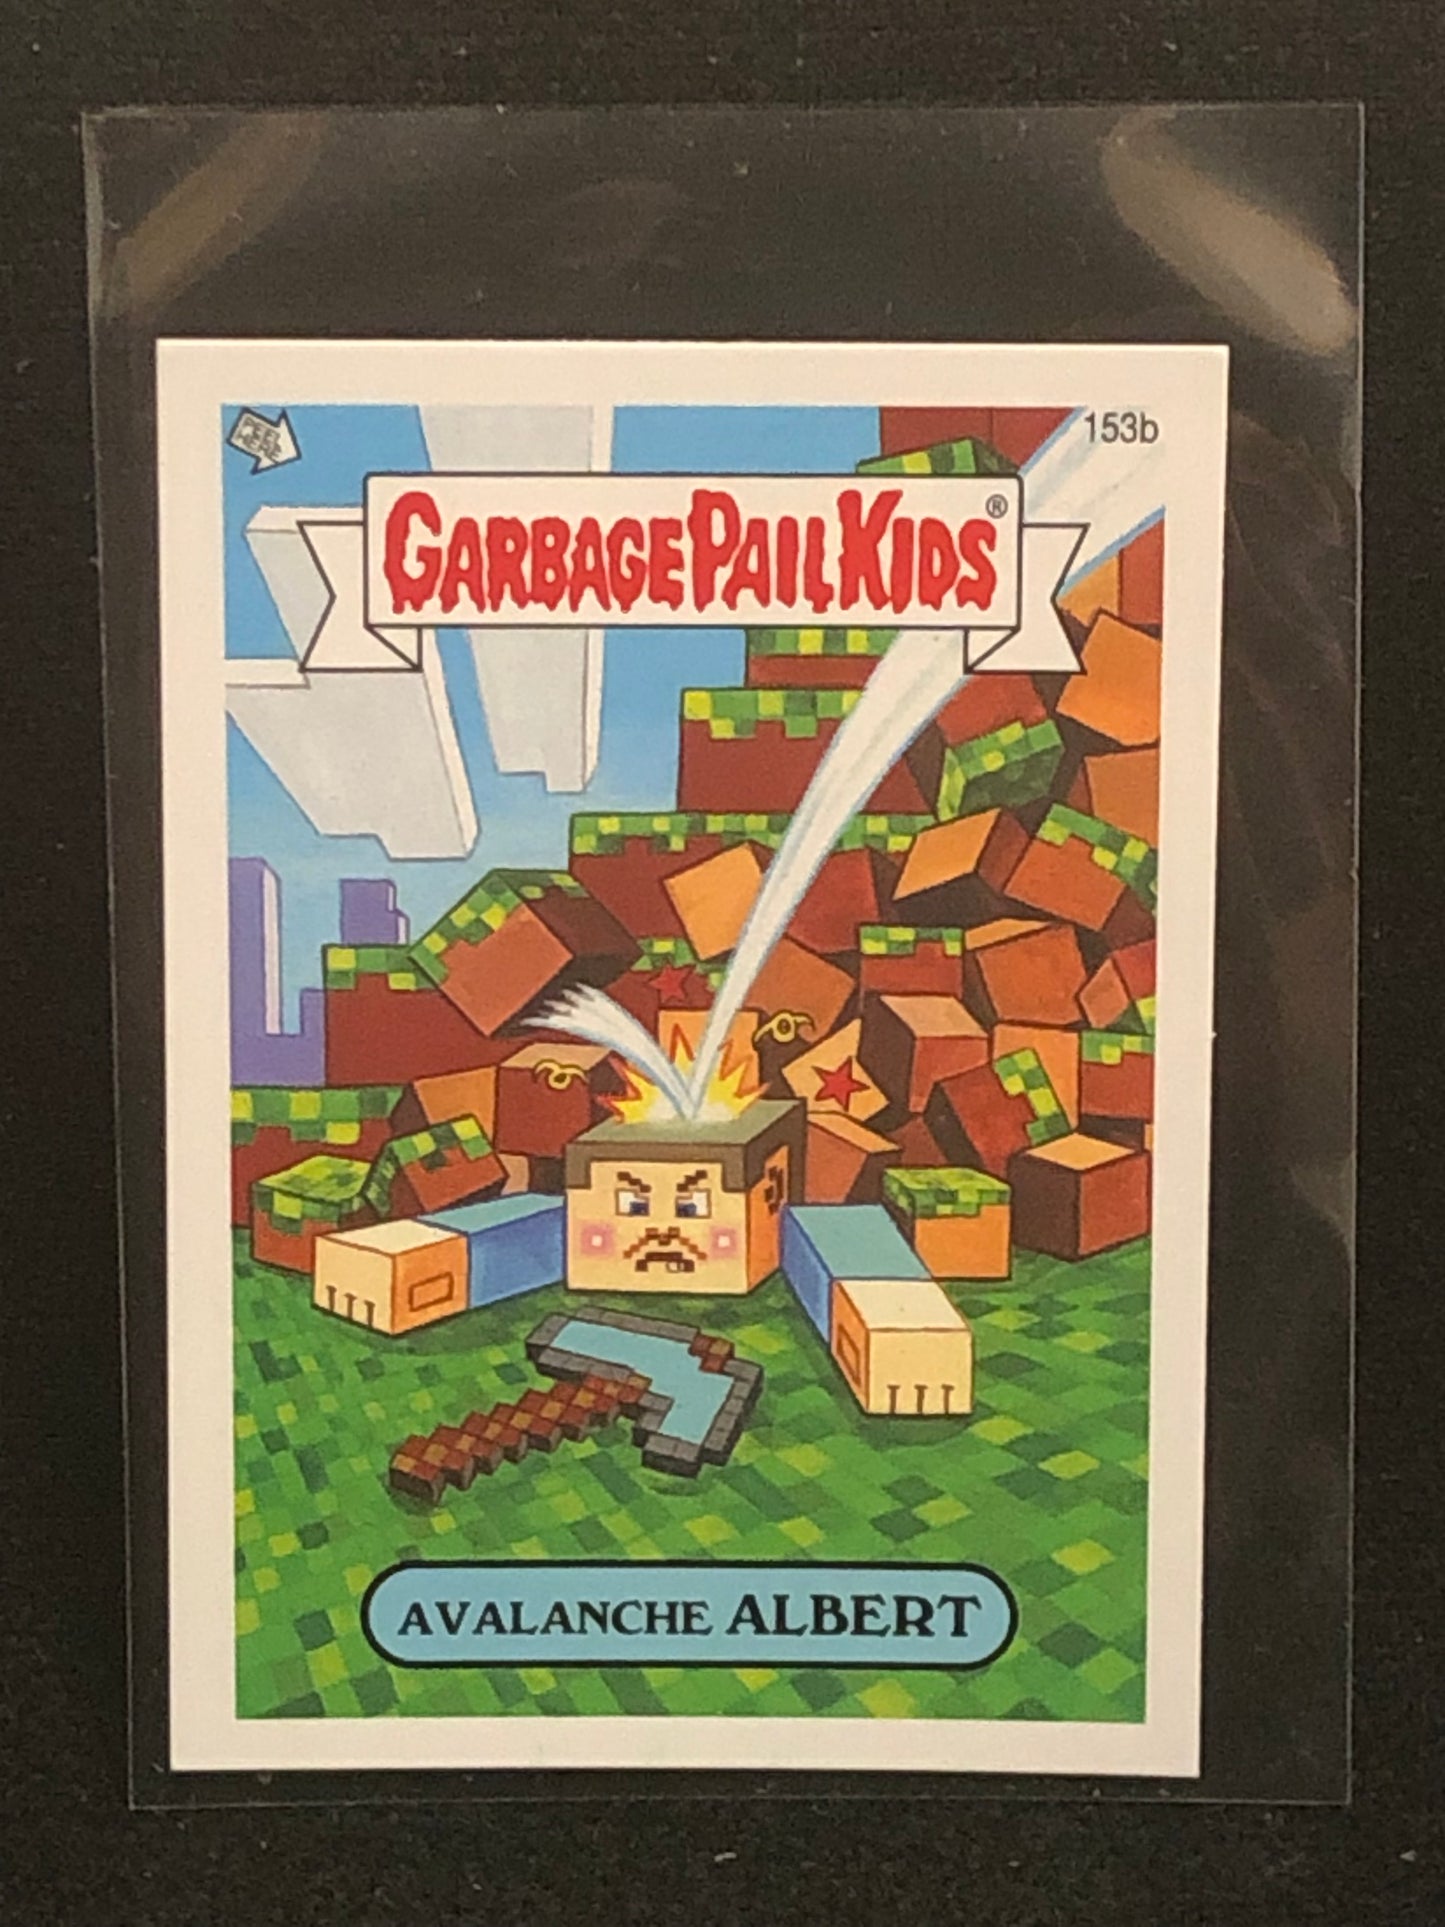 PEEL
HERE
153b
GARBAGE PAIL KIDS®
AVALANCHE ALBERT